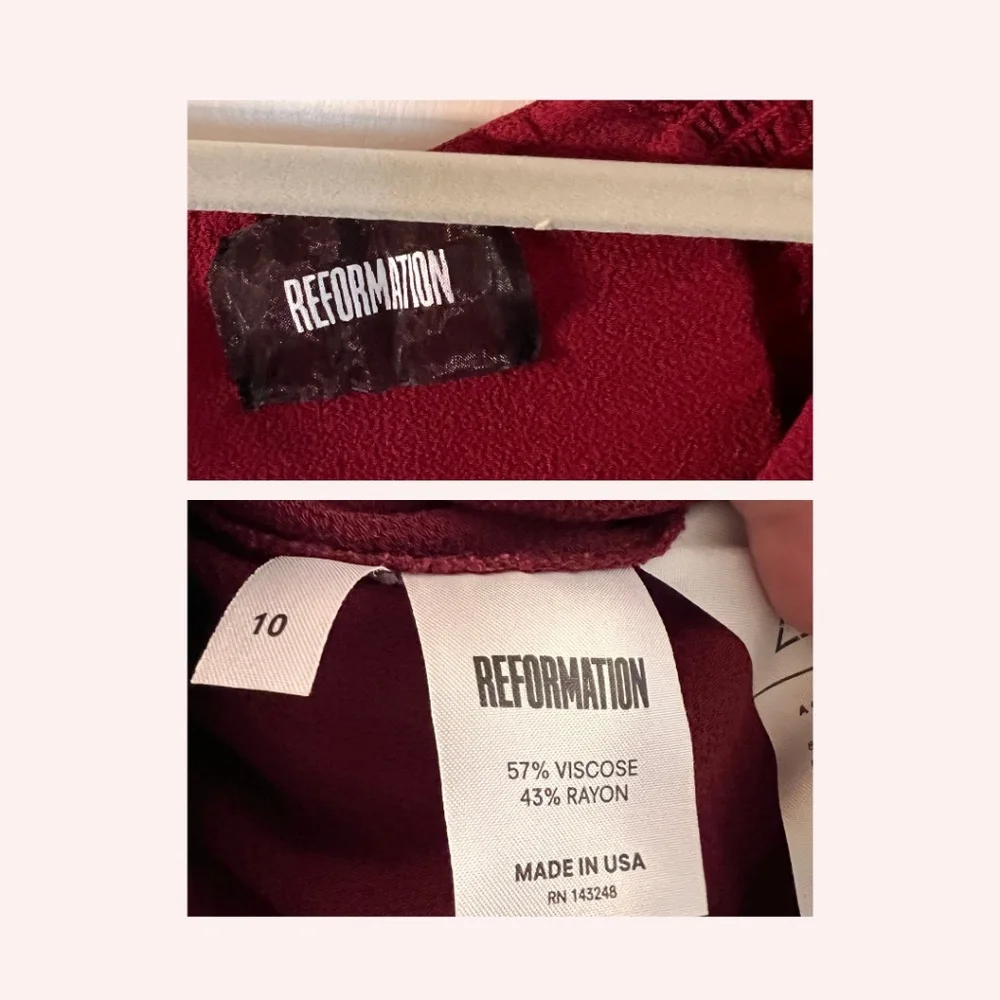 REFORMATION
10
REFORMATION
57% VISCOSE
43% RAYON
MADE IN USA
RN 143248